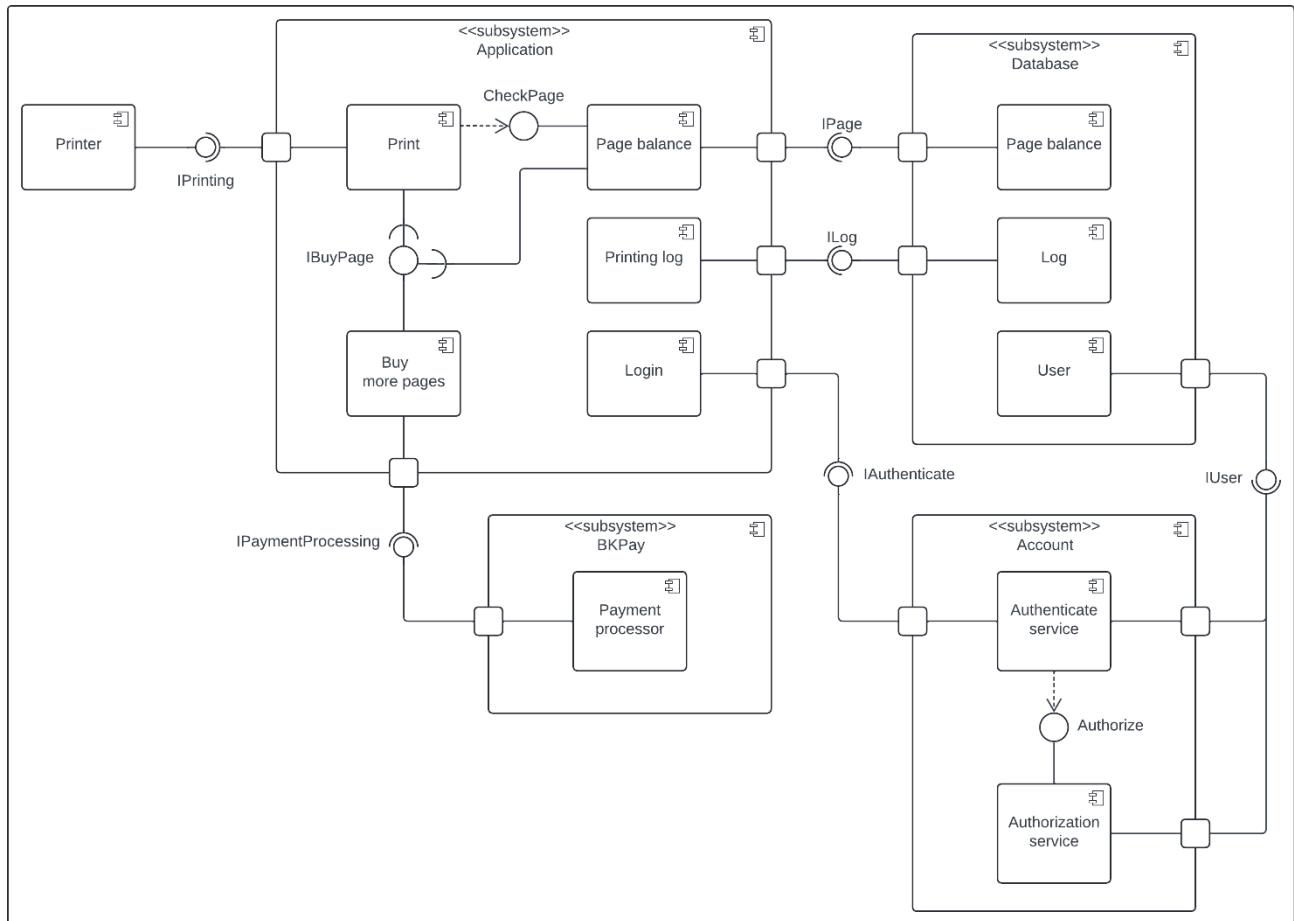 <<subsystem>>
Application
<<subsystem>>
Database
CheckPage
Printer
Print
Page balance
IPage
Page balance
IPrinting
IBuyPage
Printing log
ILog
Log
Buy
more pages
Login
User
IAuthenticate
IUser
IPaymentProcessing
<<subsystem>>
BKPay
<<subsystem>>
Account
Payment
processor
Authenticate
service
Authorize
Authorization
service